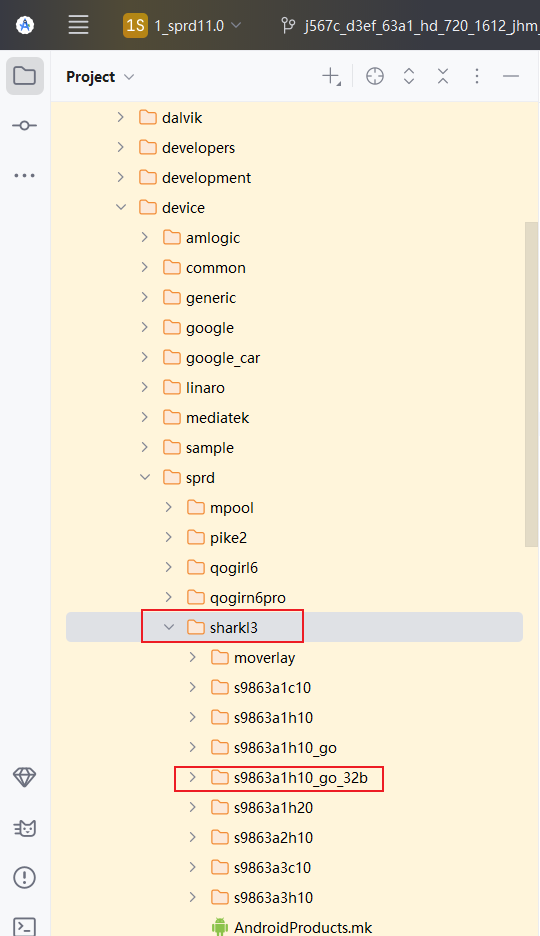 1S 1_sprd11.0 j567c_d3ef_63a1_hd_720_1612_jhm_
Project
dalvik
developers
development
device
amlogic
common
generic
google
google_car
linaro
mediatek
sample
sprd
mpool
pike2
qogirl6
qogirn6pro
sharkl3
moverlay
s9863a1c10
s9863a1h10
s9863a1h10_go
s9863a1h10_go_32b
s9863a1h20
s9863a2h10
s9863a3c10
s9863a3h10
AndroidProducts.mk